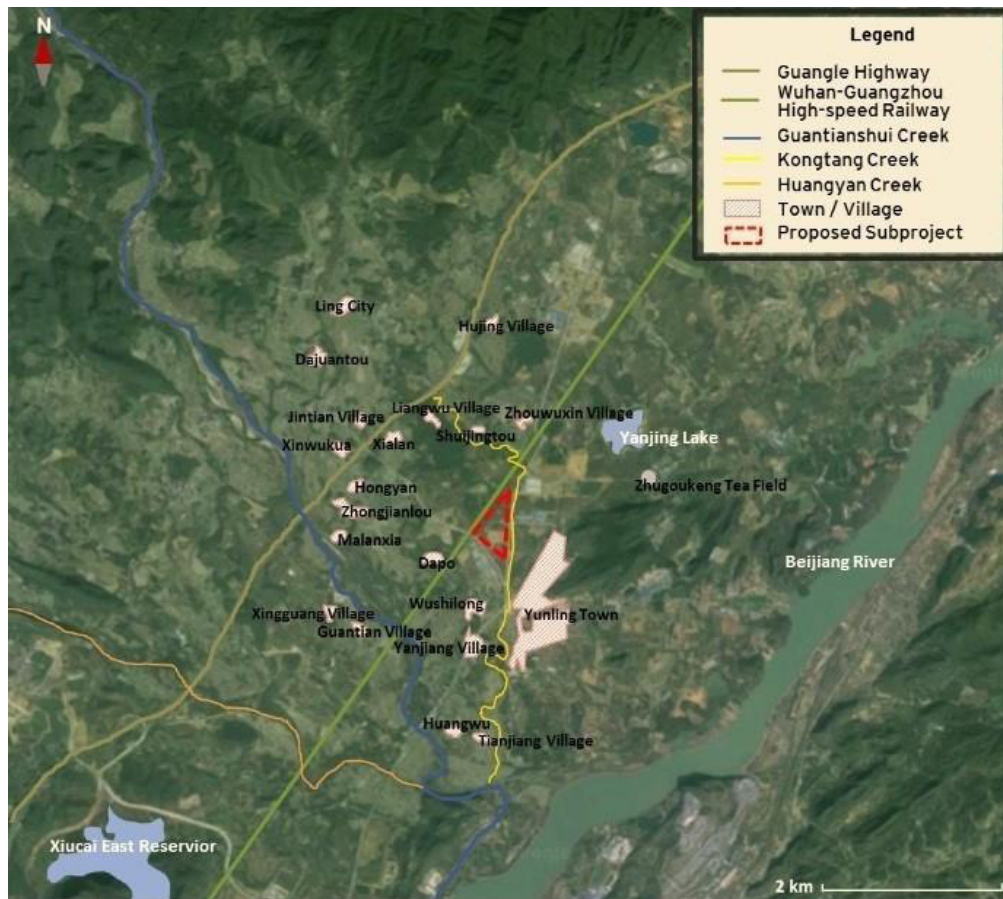 N
Legend
Guangle Highway
Wuhan-Guangzhou
High-speed Railway
Guantianshui Creek
Kongtang Creek
Huangyan Creek
Town / Village
Proposed Subproject
Ling City
Hujing Village
Dajuantou
Liangwu Village
Jintian Village
Zhouwuxin Village
Shuijingtou
Xialan
Xinwukua
Yanjing Lake
Zhugoukeng Tea Field
Hongyan
Zhongjianlou
Malanxia
Dapo
Beijiang River
Wushilong
Xingguang Village
Yunling Town
Guantian Village
Yanjiang Village
Huangwu
Tianjiang Village
Xiucai East Reservior
2 km